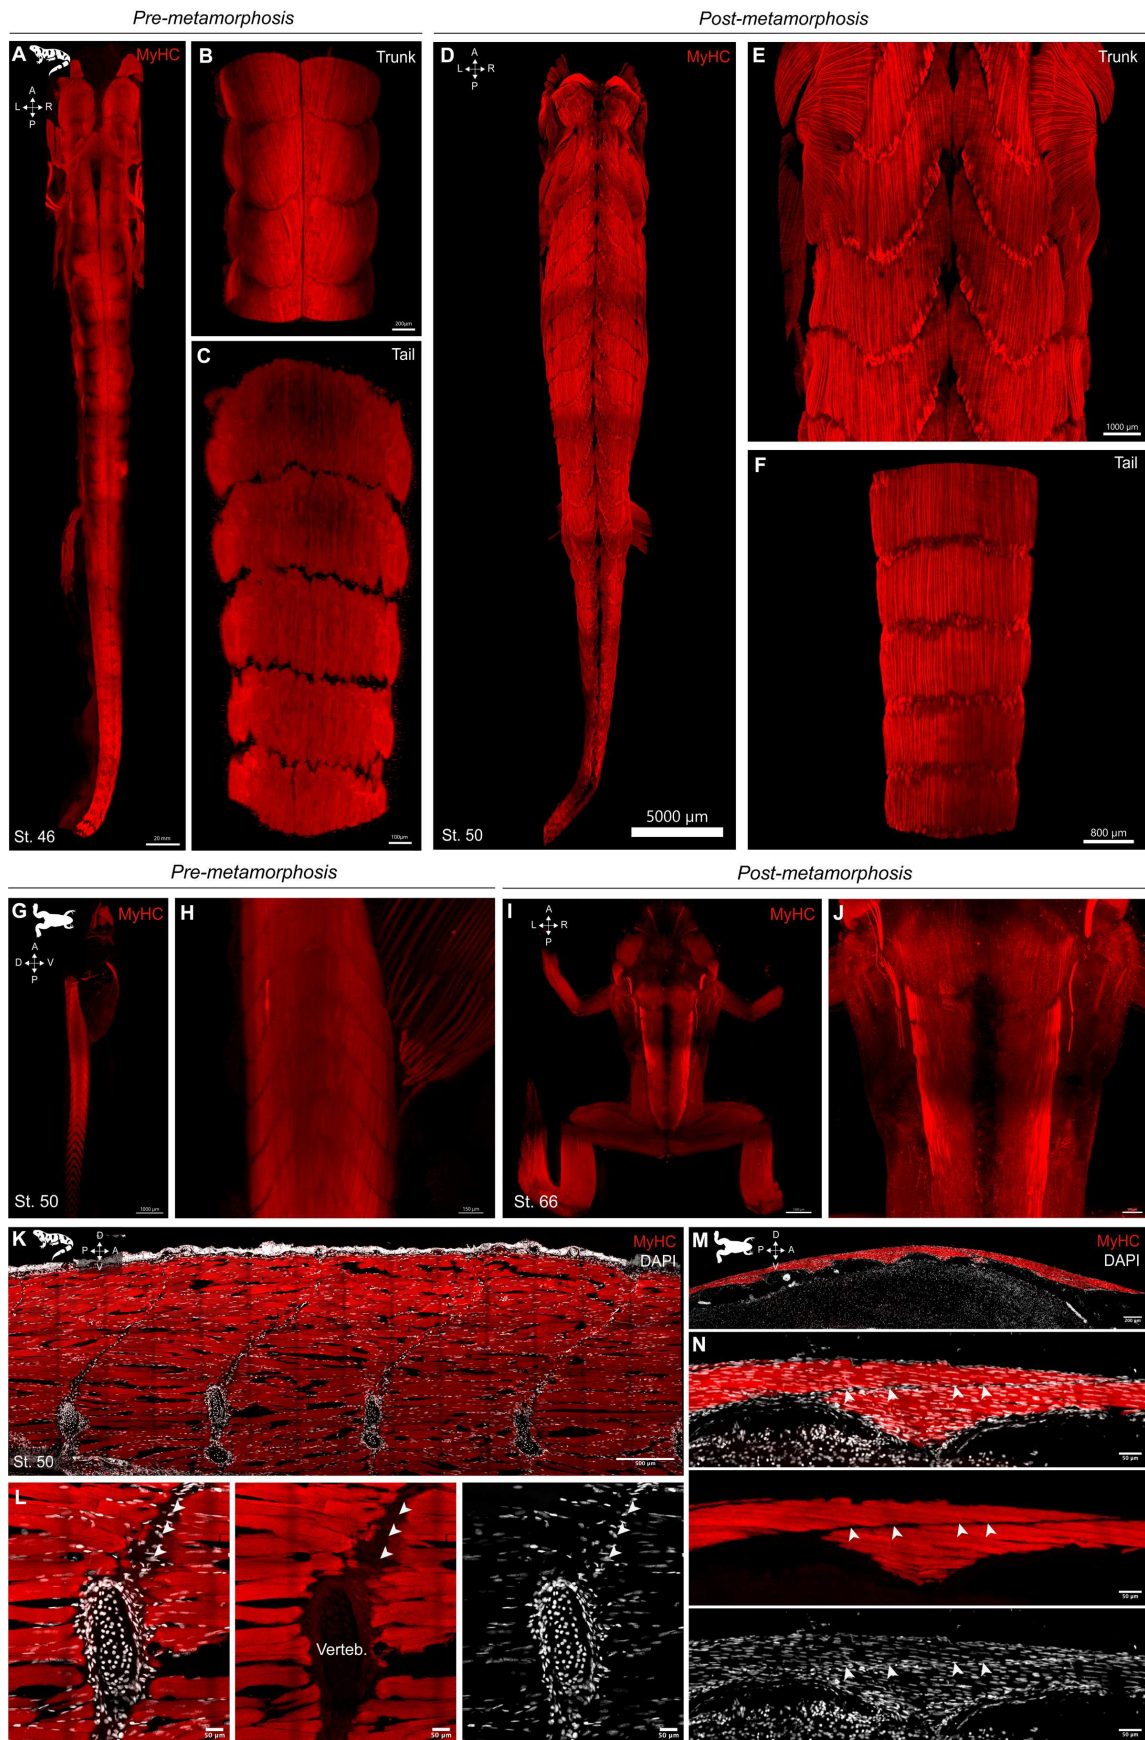 Pre-metamorphosis
Post-metamorphosis
A
MyHC
A
L R
P
St. 46
20 mm
B
Trunk
200µm
C
Tail
100µm
D
MyHC
A
L R
P
St. 50
5000 µm
E
Trunk
1000 µm
F
Tail
800 µm
Pre-metamorphosis
Post-metamorphosis
G
MyHC
A
D V
P
St. 50
1000 µm
H
150 µm
I
MyHC
A
L R
P
St. 66
J
K
MyHC
DAPI
D
P A
V
St. 50
500 µm
L
50 µm
Verteb.
50 µm
50 µm
M
MyHC
DAPI
D
P A
V
200 µm
N
50 µm
50 µm
50 µm